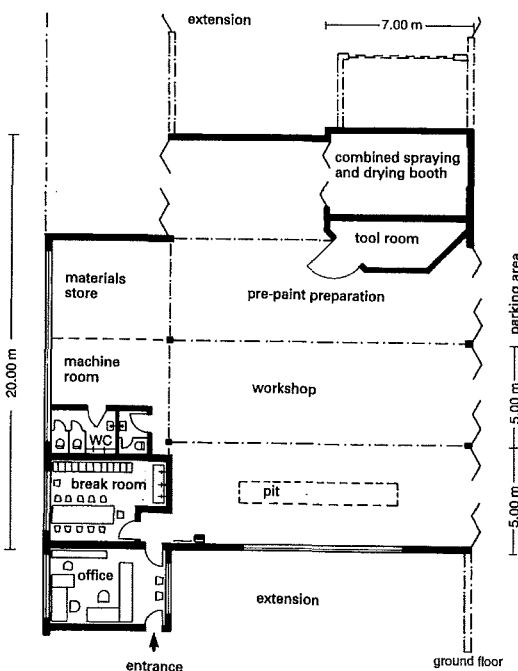 extension
7.00 m
combined spraying
and drying booth
tool room
materials
store
pre-paint preparation
parking area
20.00 m
machine
room
workshop
5.00 m
WC
break room
pit
5.00 m
office
extension
entrance
ground floor